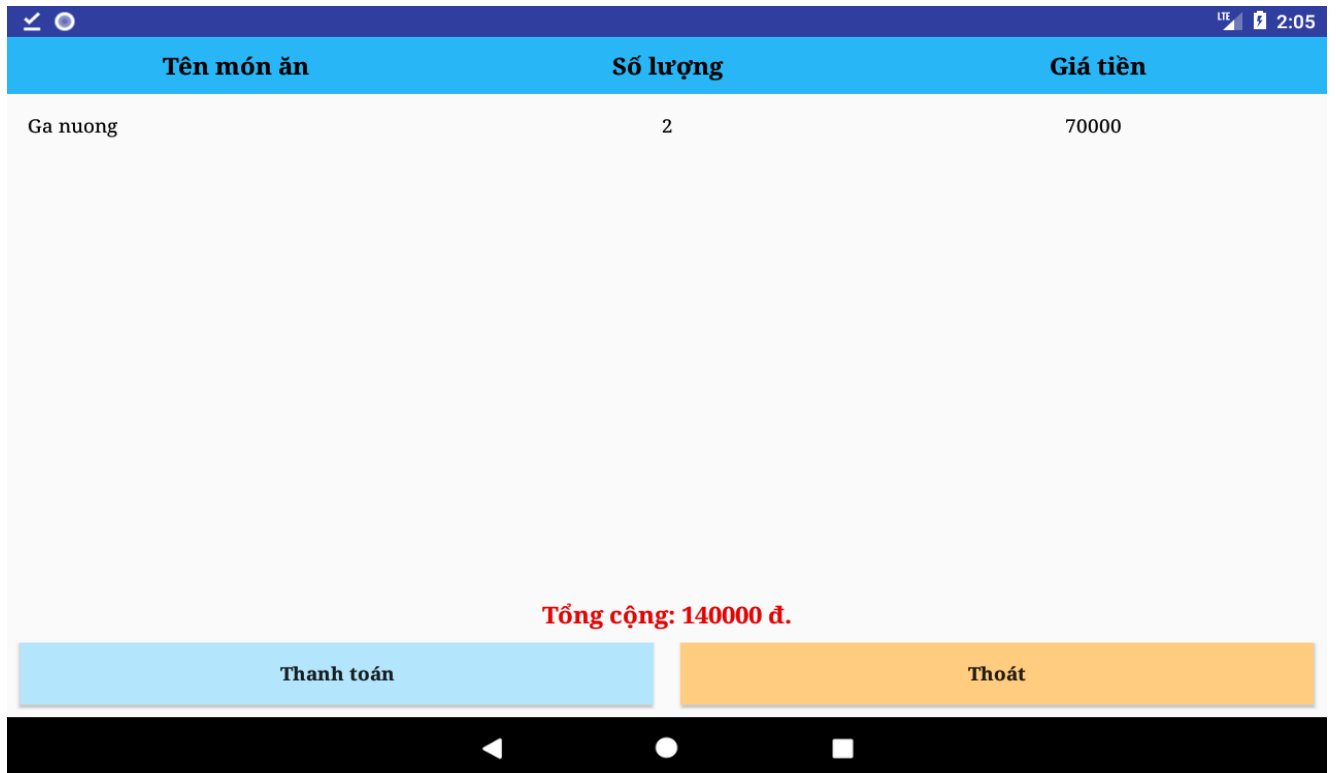 LTE 2:05
Tên món ăn Số lượng Giá tiền
Ga nuong 2 70000
Tổng cộng: 140000 đ.
Thanh toán Thoát